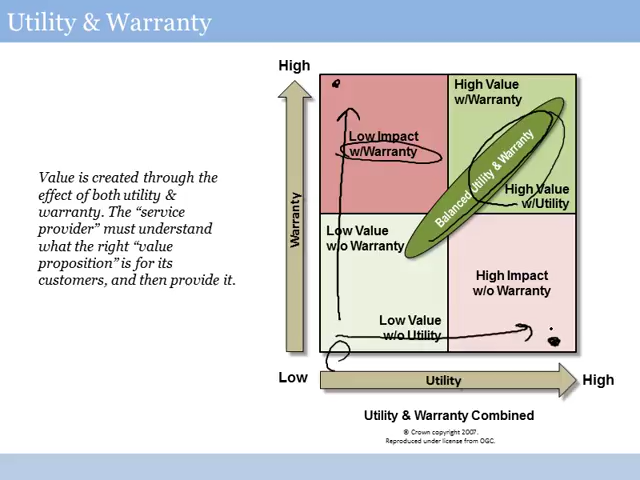 Utility & Warranty
High
High Value
w/Warranty
Low Impact
w/Warranty
Value is created through the
effect of both utility &
warranty. The “service
provider” must understand
what the right “value
proposition” is for its
customers, and then provide it.
Warranty
Balanced Utility & Warranty
High Value
w/Utility
Low Value
w/o Warranty
High Impact
w/o Warranty
Low Value
w/o Utility
Low
Utility
High
Utility & Warranty Combined
® Crown copyright 2007.
Reproduced under license from OGC.